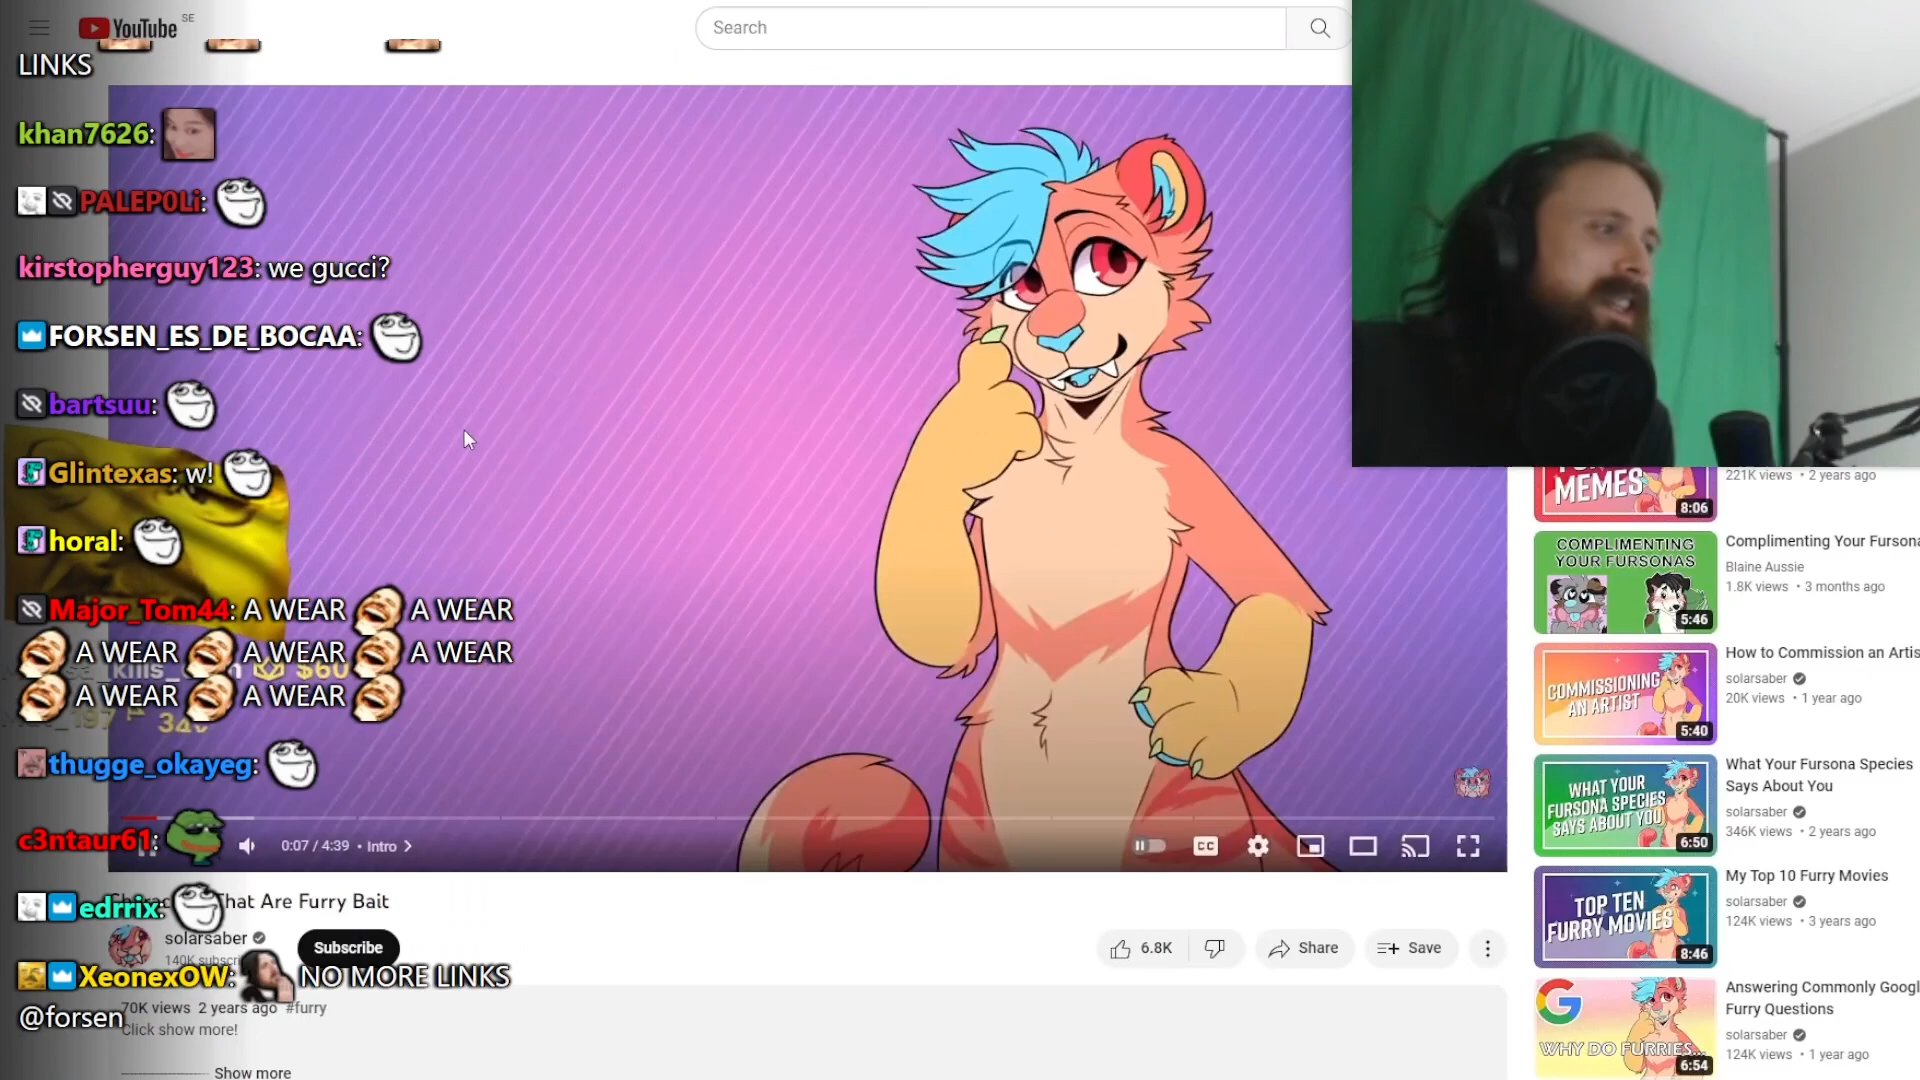 YouTube SE
Search
LINKS
khan7626:
PALEP0Li:
kirstopherguy123: we gucci?
FORSEN_ES_DE_BOCAA:
bartsuu:
Glintexas: w!
horal:
Major_Tom44: A WEAR A WEAR
A WEAR A WEAR A WEAR
A WEAR A WEAR
$60
thugge_okayeg:
c3ntaur61:
0:07 / 4:39 • Intro
CC
edrrix:
That Are Furry Bait
solarsaber
140K
Subscribe
6.8K
Share
Save
XeonexOW: NO MORE LINKS
@forsen
70K views 2 years ago #furry
Click show more!
Show more
MEMES
8:06
221K views • 2 years ago
COMPLIMENTING
YOUR FURSONAS
5:46
Complimenting Your Fursona
Blaine Aussie
1.8K views • 3 months ago
COMMISSIONING
AN ARTIST
5:40
How to Commission an Artis
solarsaber
20K views • 1 year ago
WHAT YOUR
FURSONA SPECIES
SAYS ABOUT YOU
6:50
What Your Fursona Species
Says About You
solarsaber
346K views • 2 years ago
TOP TEN
FURRY MOVIES
8:46
My Top 10 Furry Movies
solarsaber
124K views • 3 years ago
WHY DO FURRIES...
6:54
Answering Commonly Googl
Furry Questions
solarsaber
124K views • 1 year ago